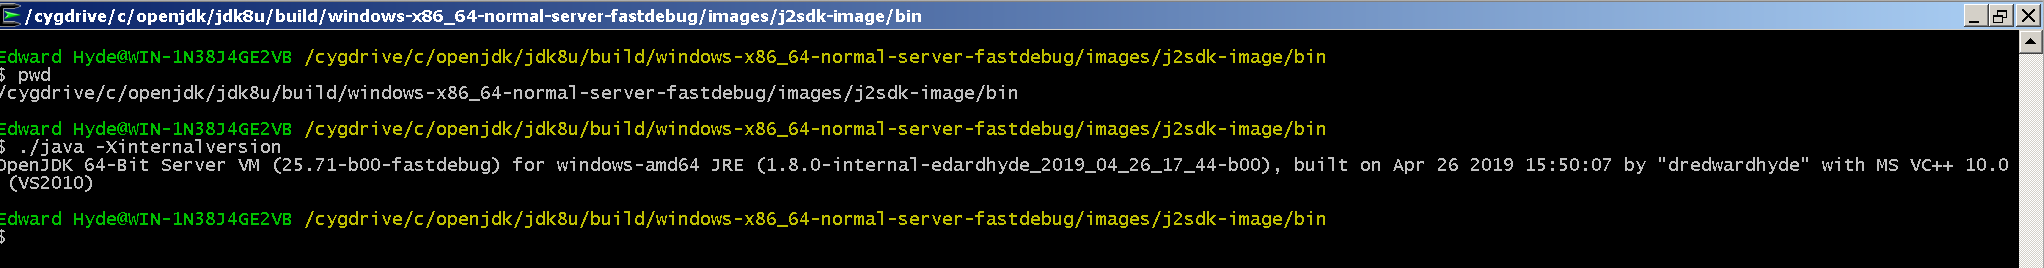 /cygdrive/c/openjdk/jdk8u/build/windows-x86_64-normal-server-fastdebug/images/j2sdk-image/bin
Edward Hyde@WIN-1N38J4GE2VB /cygdrive/c/openjdk/jdk8u/build/windows-x86_64-normal-server-fastdebug/images/j2sdk-image/bin
$ pwd
/cygdrive/c/openjdk/jdk8u/build/windows-x86_64-normal-server-fastdebug/images/j2sdk-image/bin
Edward Hyde@WIN-1N38J4GE2VB /cygdrive/c/openjdk/jdk8u/build/windows-x86_64-normal-server-fastdebug/images/j2sdk-image/bin
$ ./java -Xinternalversion
OpenJDK 64-Bit Server VM (25.71-b00-fastdebug) for windows-amd64 JRE (1.8.0-internal-edardhyde_2019_04_26_17_44-b00), built on Apr 26 2019 15:50:07 by "dredwardhyde" with MS VC++ 10.0
(VS2010)
Edward Hyde@WIN-1N38J4GE2VB /cygdrive/c/openjdk/jdk8u/build/windows-x86_64-normal-server-fastdebug/images/j2sdk-image/bin
$